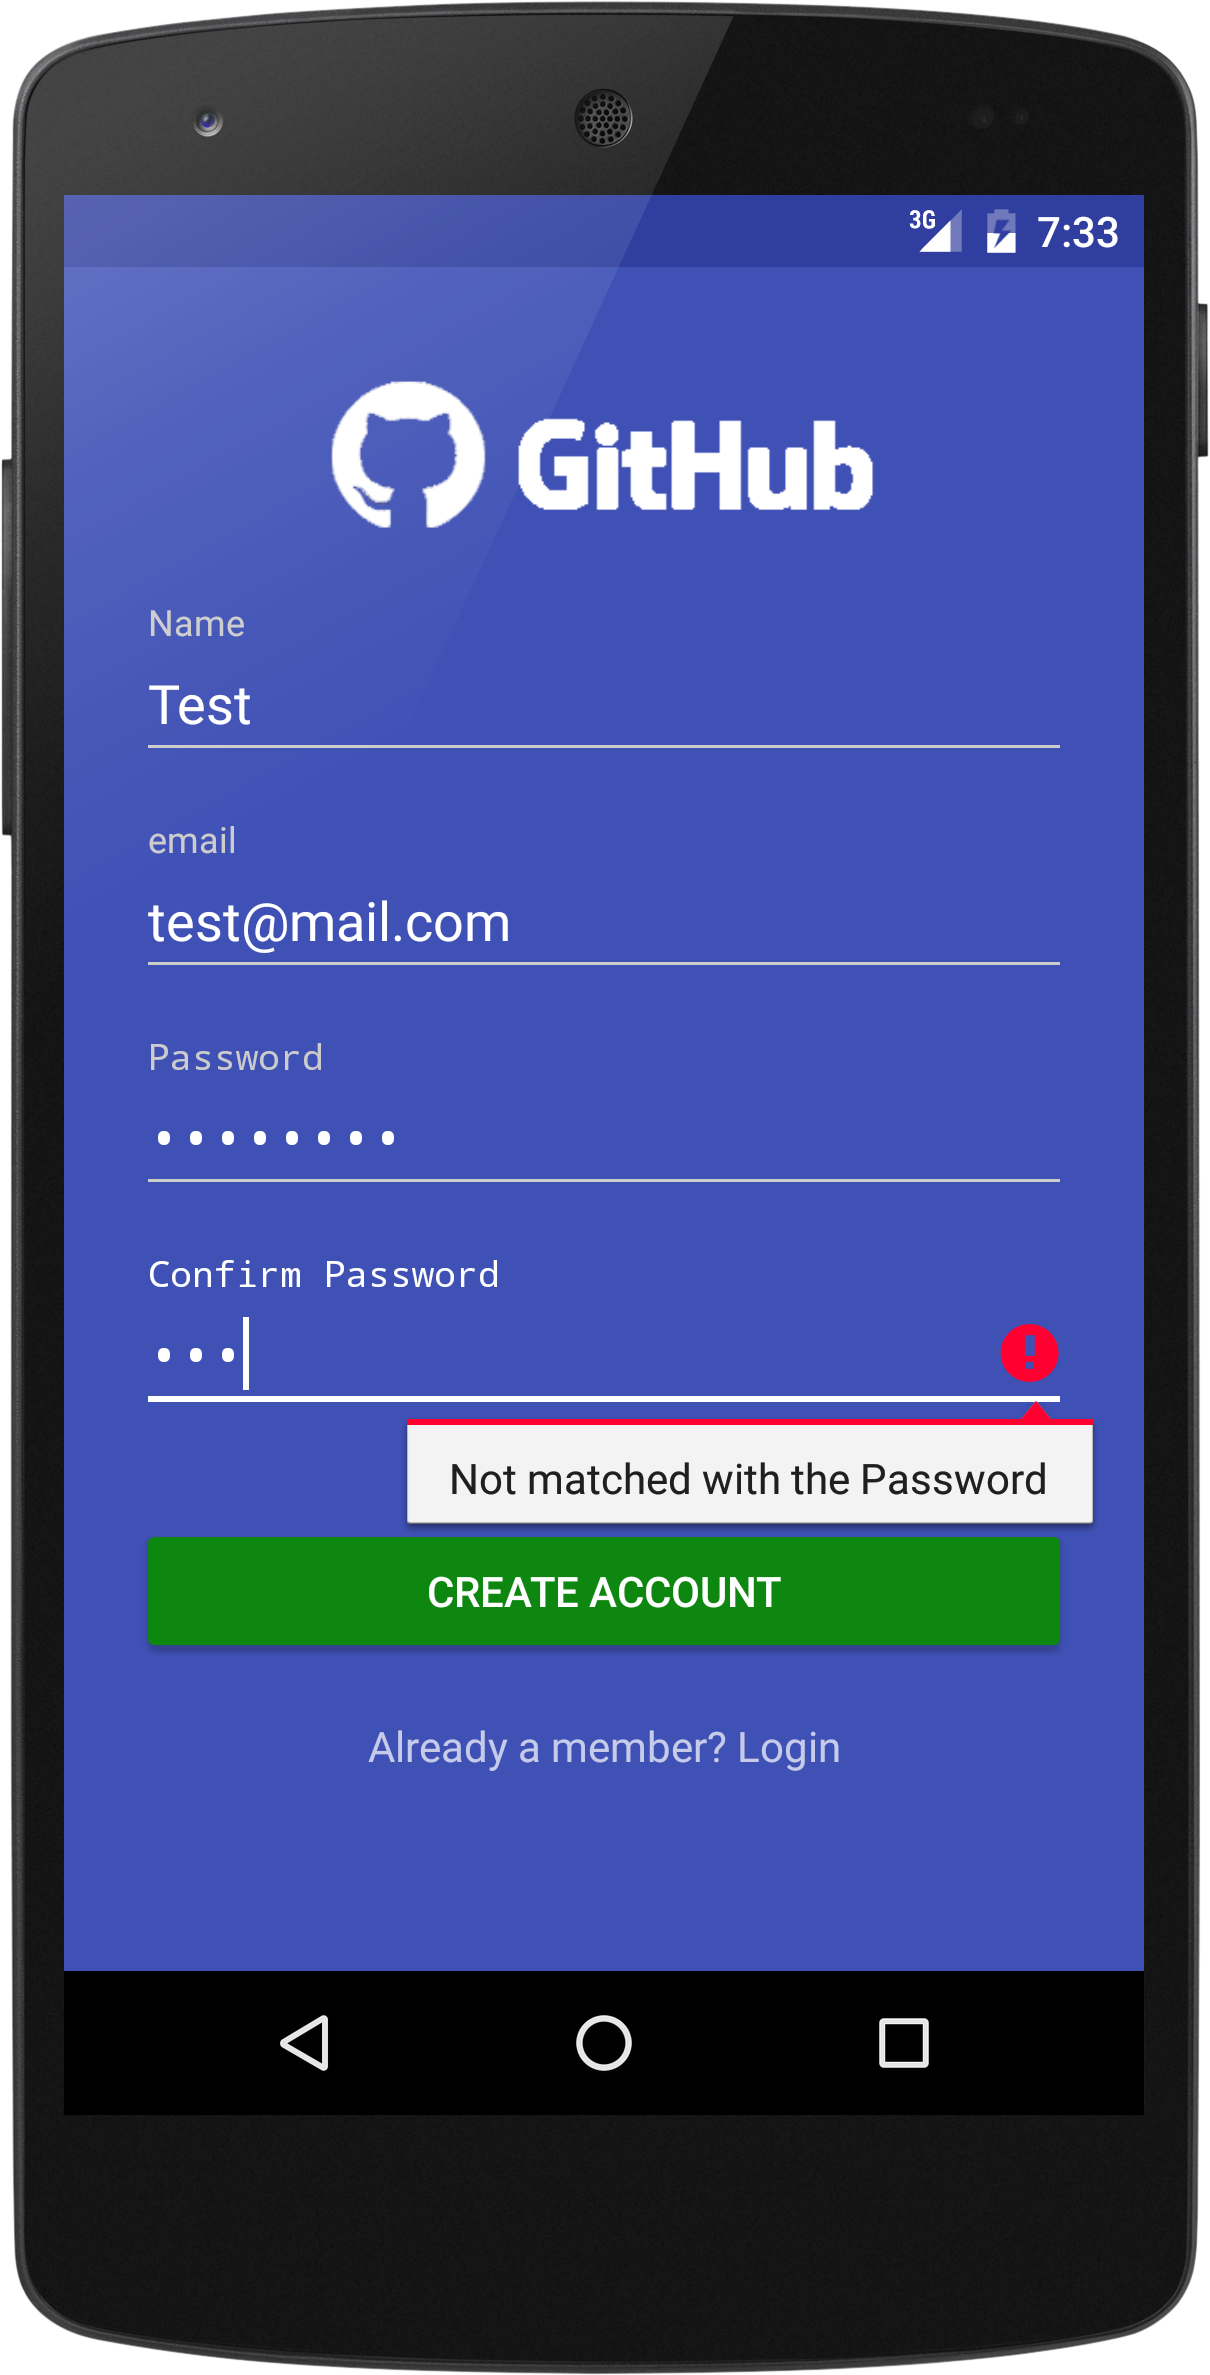 3G 7:33
GitHub
Name
Test
email
test@mail.com
Password
••••••••
Confirm Password
•••
Not matched with the Password
CREATE ACCOUNT
Already a member? Login